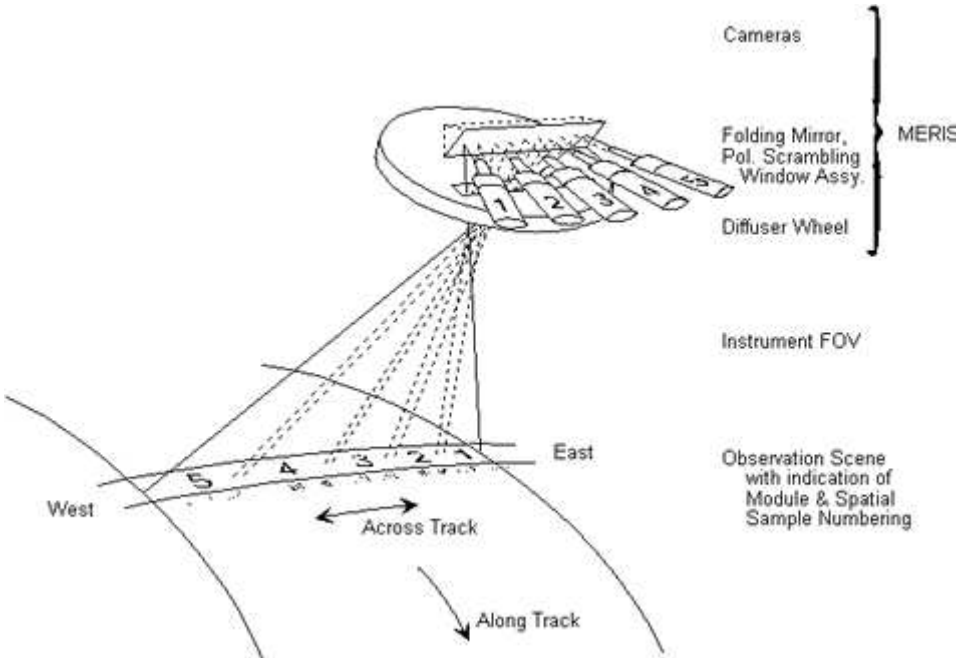 Cameras
MERIS
Folding Mirror,
Pol. Scrambling
Window Assy.
1 2 3 4 5
Diffuser Wheel
Instrument FOV
5 4 3 2 1
East
West
Across Track
Observation Scene
with indication of
Module & Spatial
Sample Numbering
Along Track